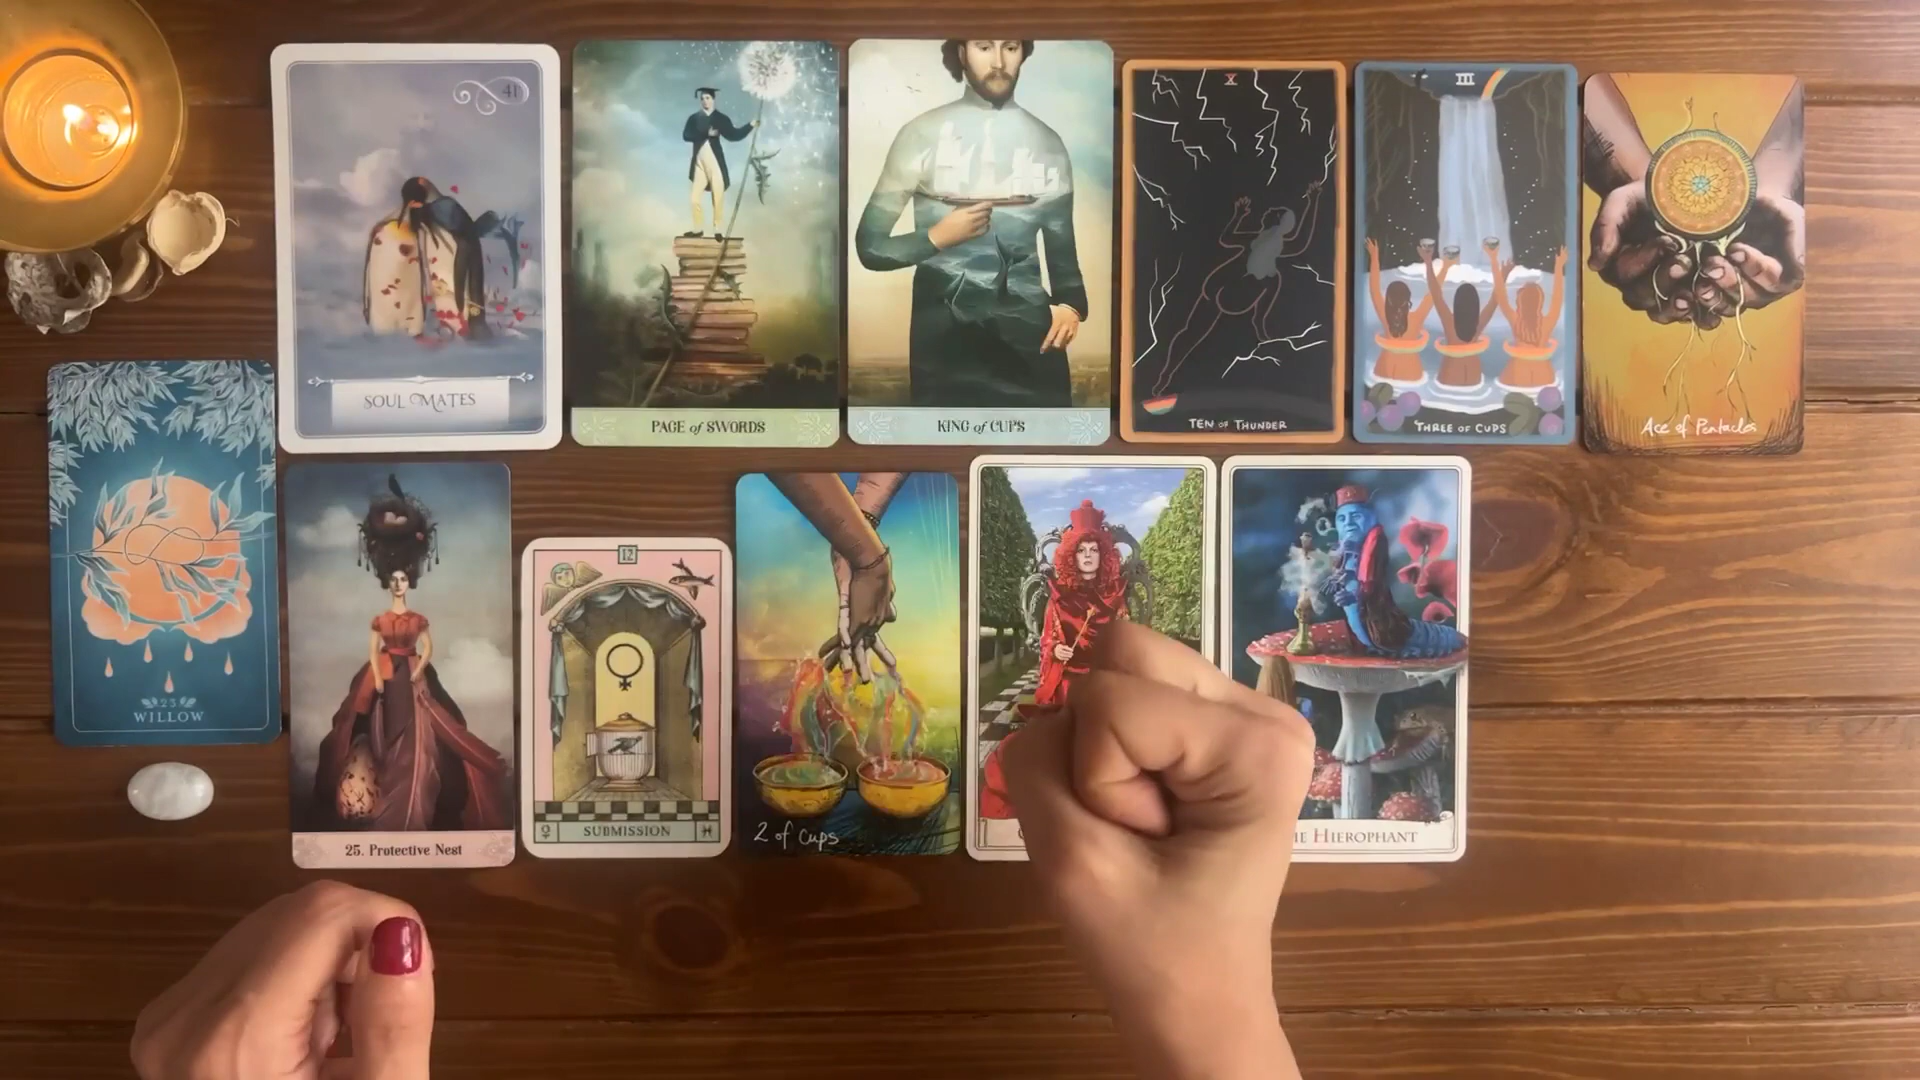 41
SOUL MATES
PAGE of SWORDS
KING of CUPS
X
TEN OF THUNDER
III
THREE OF CUPS
Ace of Pentacles
23
WILLOW
25. Protective Nest
12
SUBMISSION
2 of cups
HIEROPHANT